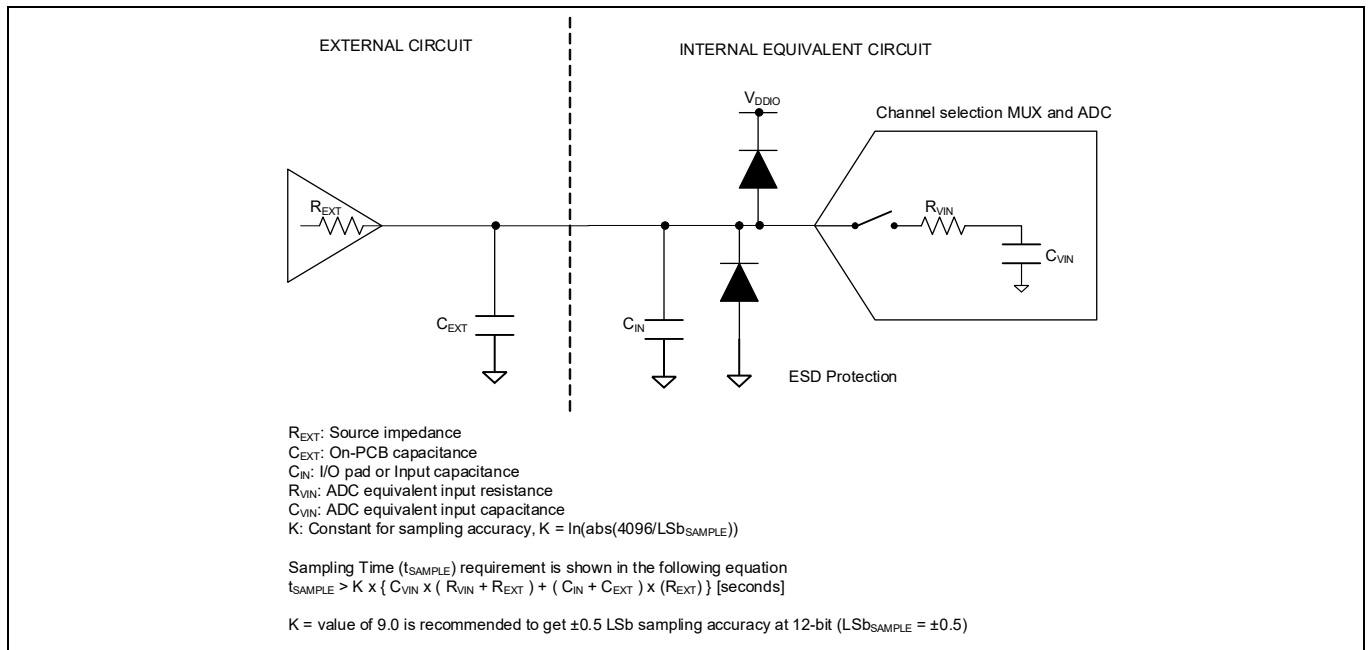 EXTERNAL CIRCUIT
INTERNAL EQUIVALENT CIRCUIT
VDDIO
Channel selection MUX and ADC
REXT
RVIN
CVIN
CEXT
CIN
ESD Protection
REXT: Source impedance
CEXT: On-PCB capacitance
CIN: I/O pad or Input capacitance
RVIN: ADC equivalent input resistance
CVIN: ADC equivalent input capacitance
K: Constant for sampling accuracy, K = ln(abs(4096/LSbSAMPLE))
Sampling Time (tSAMPLE) requirement is shown in the following equation
tSAMPLE > K x { CVIN x ( RVIN + REXT ) + ( CIN + CEXT ) x (REXT) } [seconds]
K = value of 9.0 is recommended to get ±0.5 LSb sampling accuracy at 12-bit (LSbSAMPLE = ±0.5)